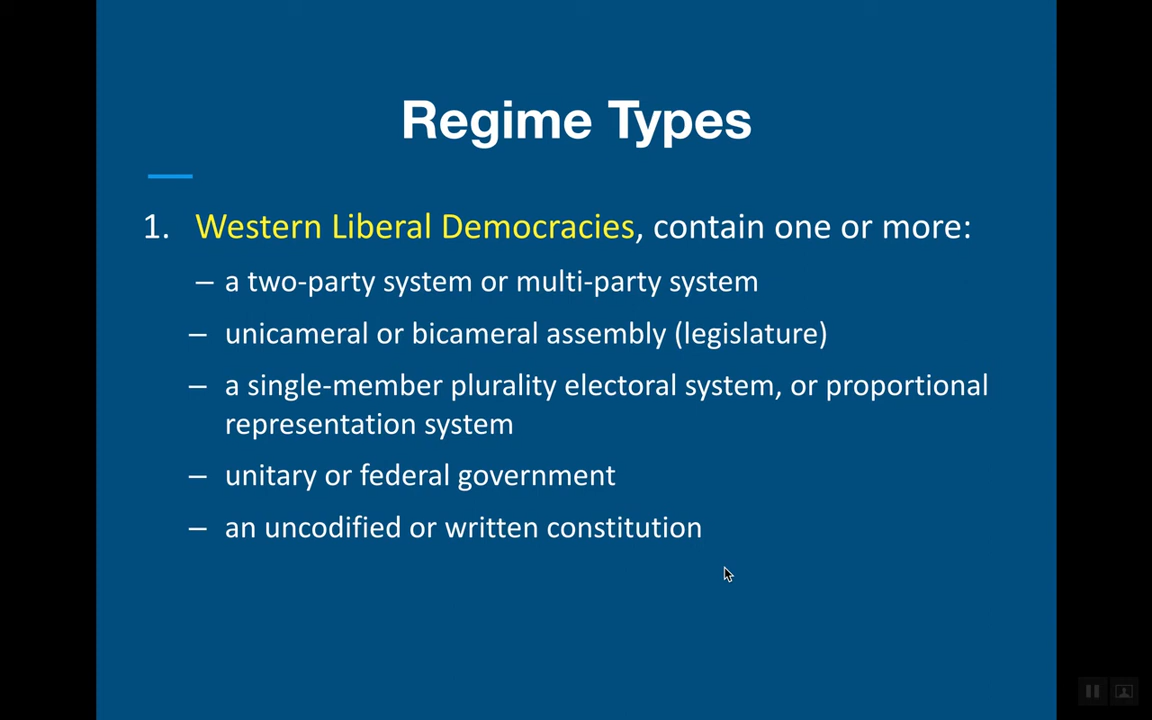 Regime Types
1. Western Liberal Democracies, contain one or more:
– a two-party system or multi-party system
– unicameral or bicameral assembly (legislature)
– a single-member plurality electoral system, or proportional
representation system
– unitary or federal government
– an uncodified or written constitution